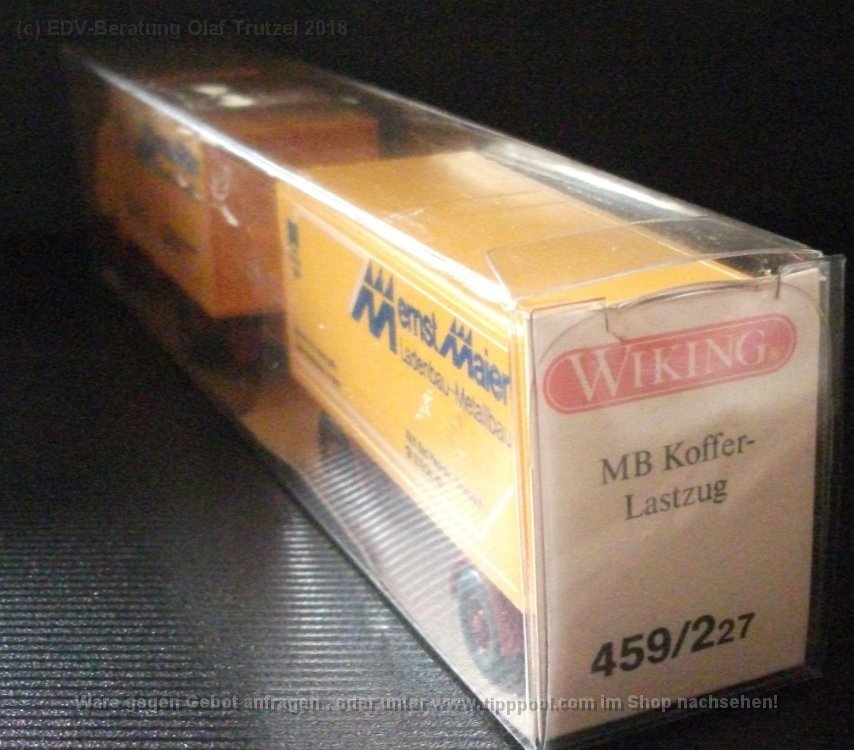 (c) EDV-Beratung Olaf Trutzel 2018
ernst Maier
Ladenbau-Metallbau
WIKING®
MB Koffer-
Lastzug
459/227
Ware gegen Gebot anfragen, oder unter www.tipppool.com im Shop nachsehen!